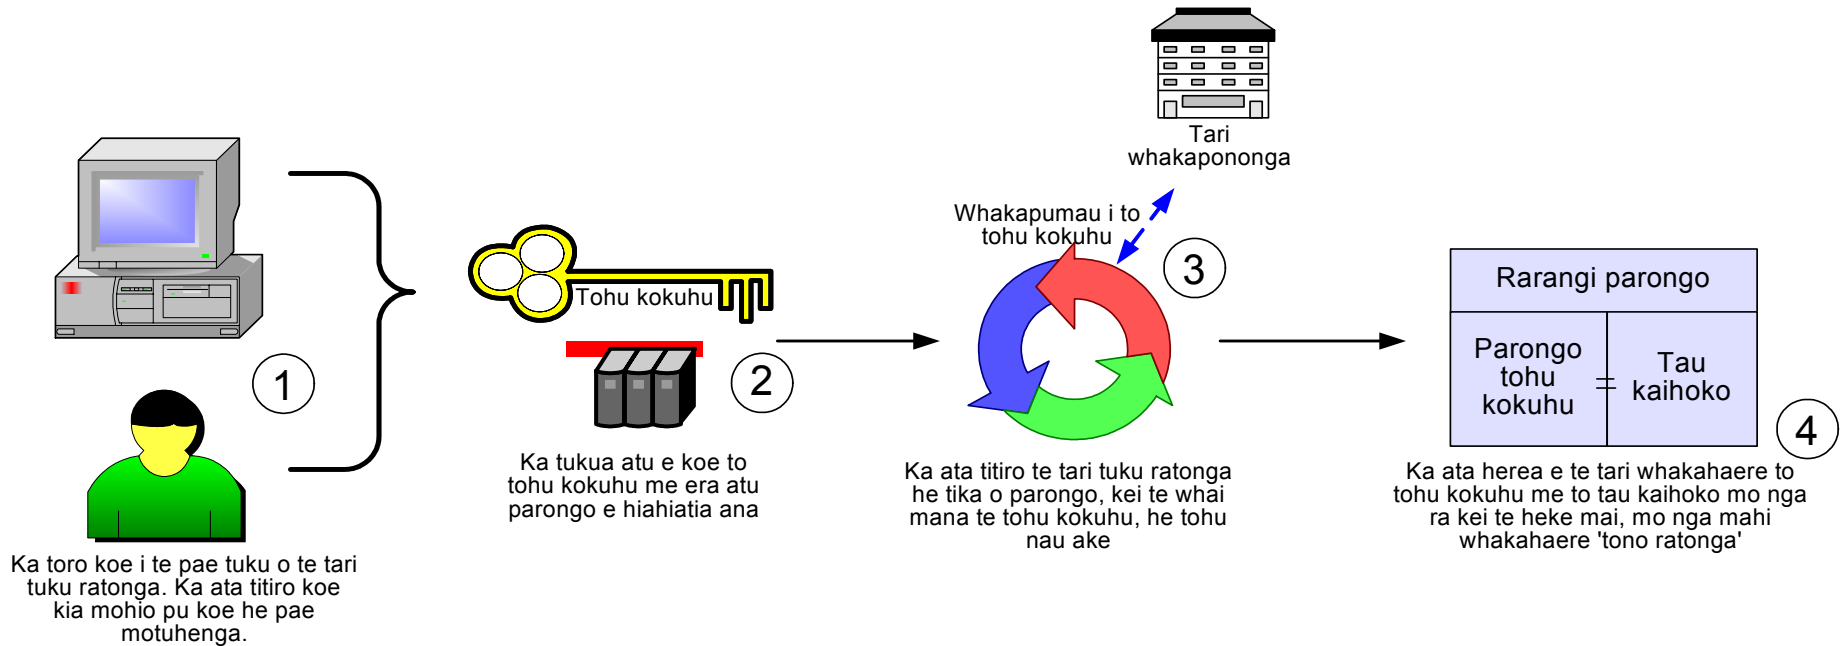 1
Ka toro koe i te pae tuku o te tari
tuku ratonga. Ka ata titiro koe
kia mohio pu koe he pae
motuhenga.
Tohu kokuhu
2
Ka tukua atu e koe to
tohu kokuhu me era atu
parongo e hiahiatia ana
Tari
whakapononga
Whakapumau i to
tohu kokuhu
3
Ka ata titiro te tari tuku ratonga
he tika o parongo, kei te whai
mana te tohu kokuhu, he tohu
nau ake
Rarangi parongo
Parongo
tohu
kokuhu
=
Tau
kaihoko
4
Ka ata herea e te tari whakahaere to
tohu kokuhu me to tau kaihoko mo nga
ra kei te heke mai, mo nga mahi
whakahaere 'tono ratonga'